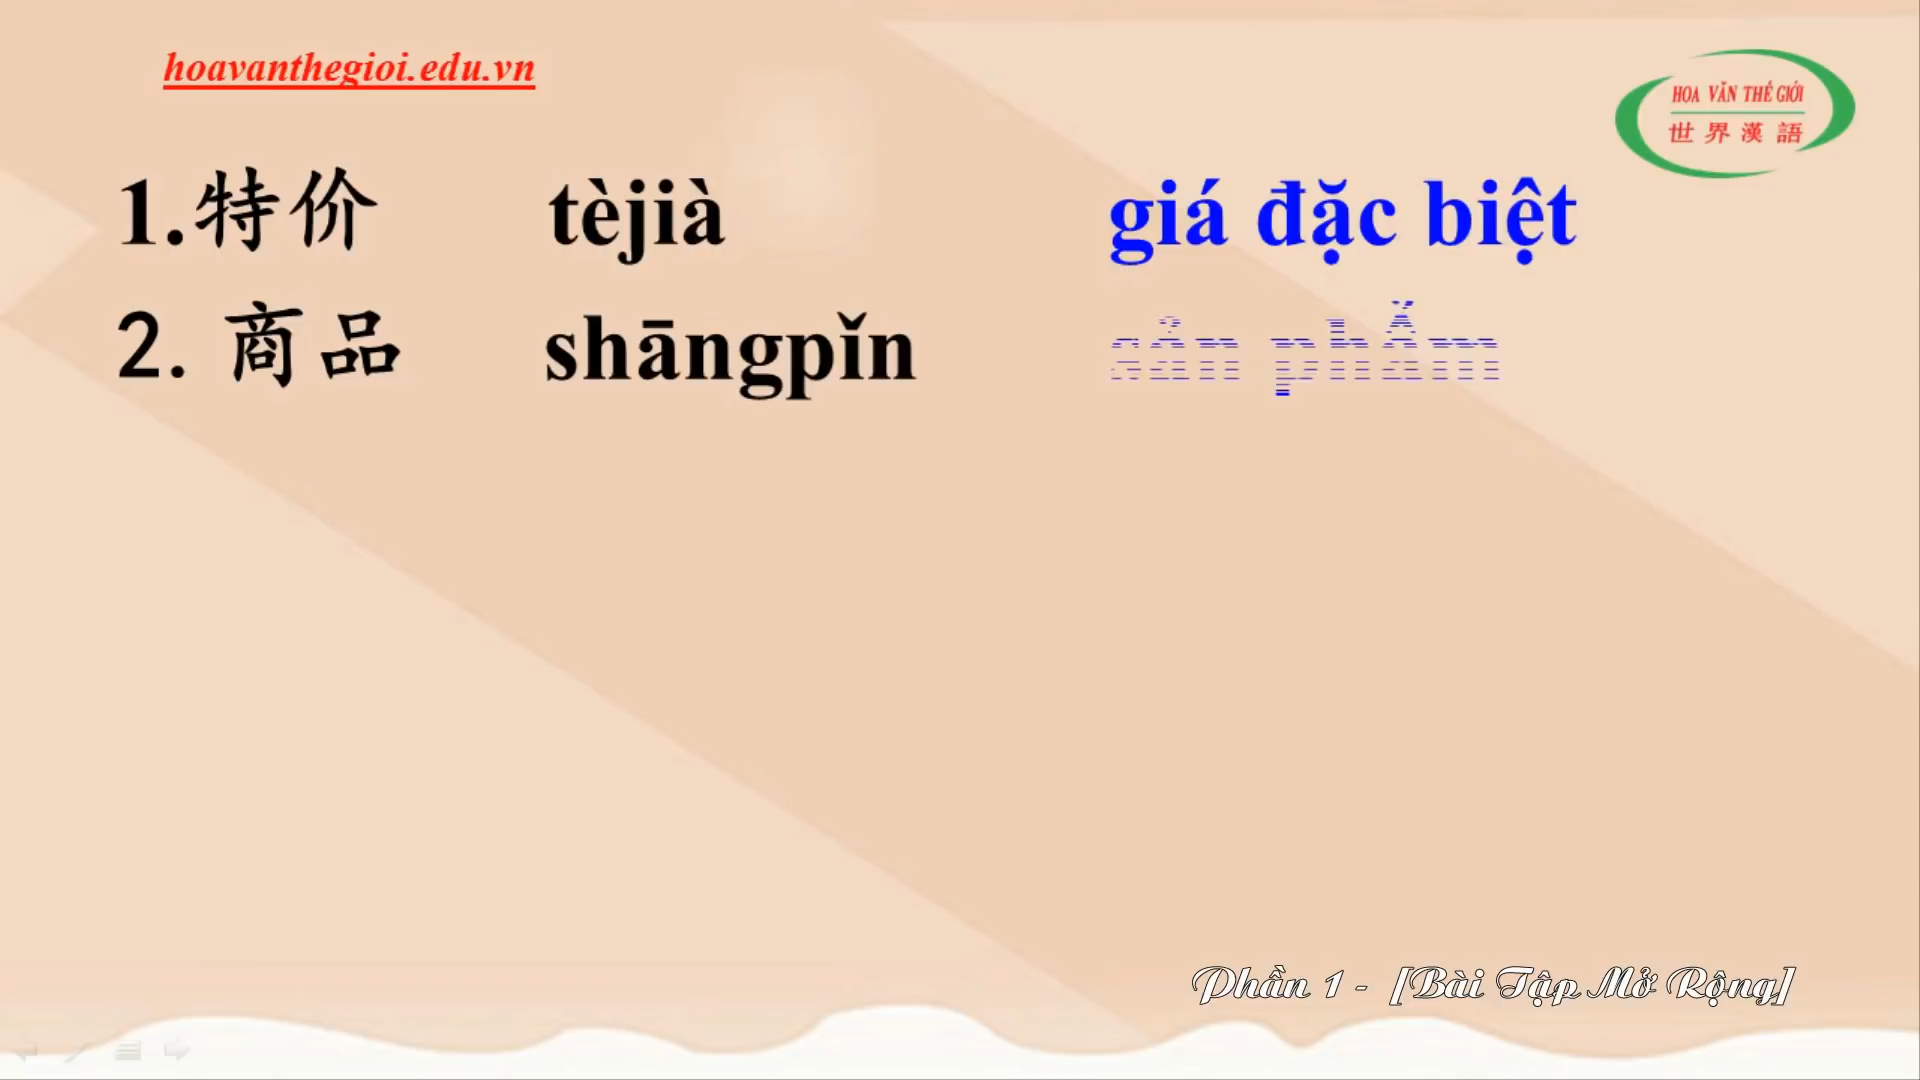 hoavanthegioi.edu.vn
HOA VĂN THẾ GIỚI
世界漢語
1.特价 tèjià giá đặc biệt
2. 商品 shāngpǐn sản phẩm
Phần 1 - [Bài Tập Mở Rộng]